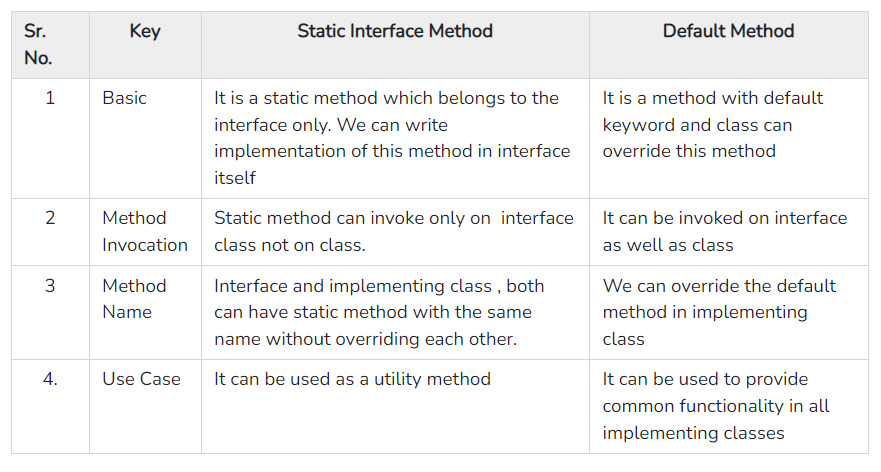 Sr. No.
Key
Static Interface Method
Default Method
1
Basic
It is a static method which belongs to the
interface only. We can write
implementation of this method in interface
itself
It is a method with default
keyword and class can
override this method
2
Method
Invocation
Static method can invoke only on  interface
class not on class.
It can be invoked on interface
as well as class
3
Method
Name
Interface and implementing class , both
can have static method with the same
name without overriding each other.
We can override the default
method in implementing
class
4.
Use Case
It can be used as a utility method
It can be used to provide
common functionality in all
implementing classes